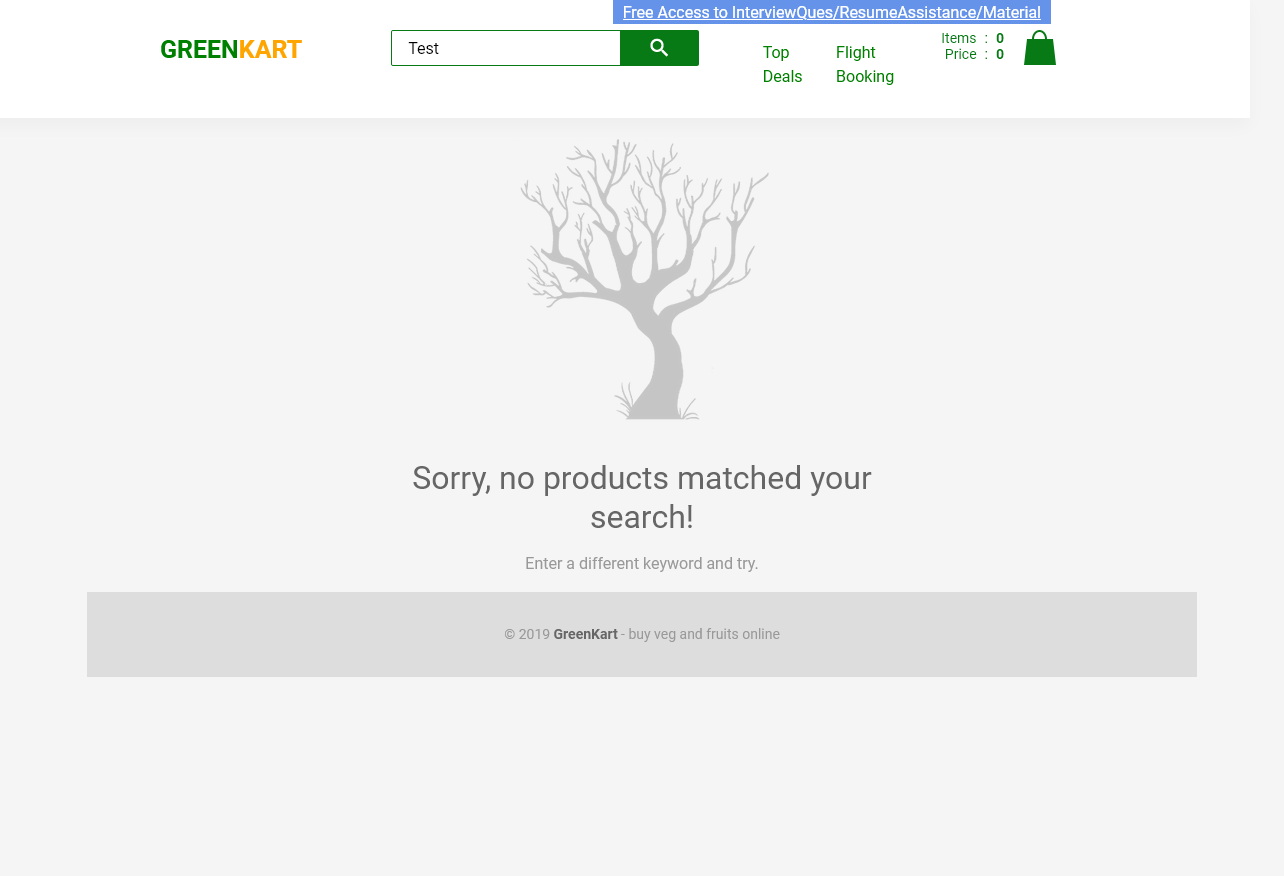 Free Access to InterviewQues/ResumeAssistance/Material
GREENKART
Test
Top
Deals
Flight
Booking
Items : 0
Price : 0
Sorry, no products matched your
search!
Enter a different keyword and try.
© 2019 GreenKart - buy veg and fruits online